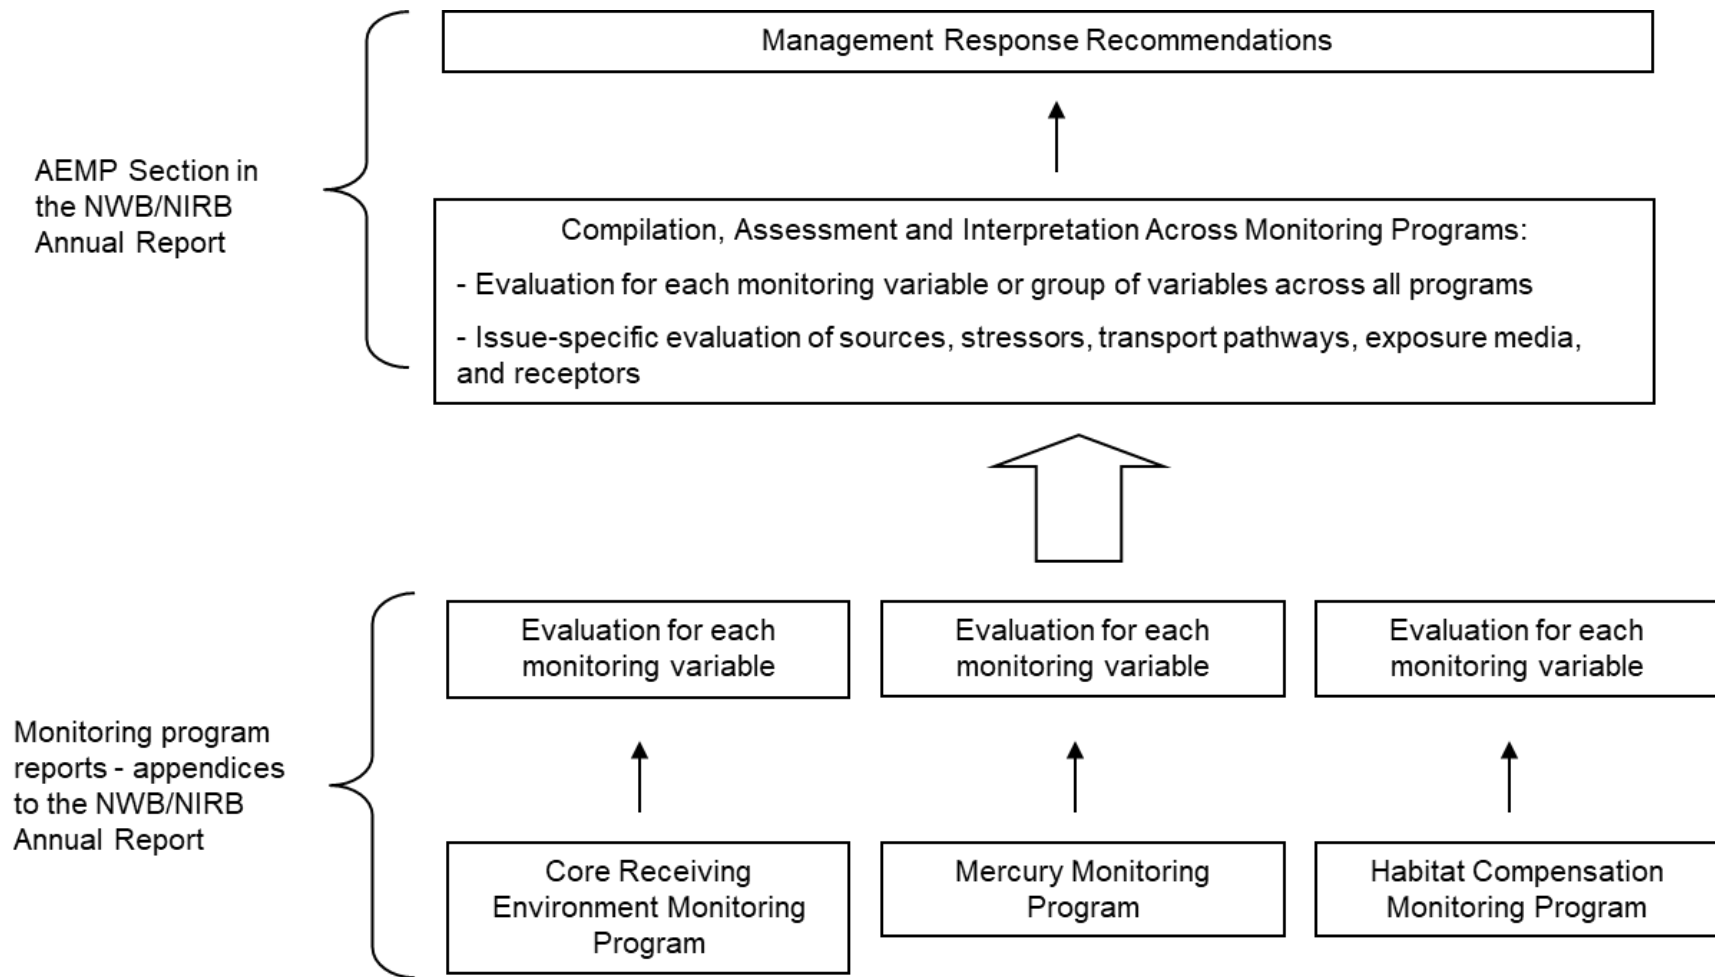 Management Response Recommendations
AEMP Section in
the NWB/NIRB
Annual Report
Compilation, Assessment and Interpretation Across Monitoring Programs:
- Evaluation for each monitoring variable or group of variables across all programs
- Issue-specific evaluation of sources, stressors, transport pathways, exposure media,
and receptors
Monitoring program
reports - appendices
to the NWB/NIRB
Annual Report
Evaluation for each
monitoring variable
Evaluation for each
monitoring variable
Evaluation for each
monitoring variable
Core Receiving
Environment Monitoring
Program
Mercury Monitoring
Program
Habitat Compensation
Monitoring Program